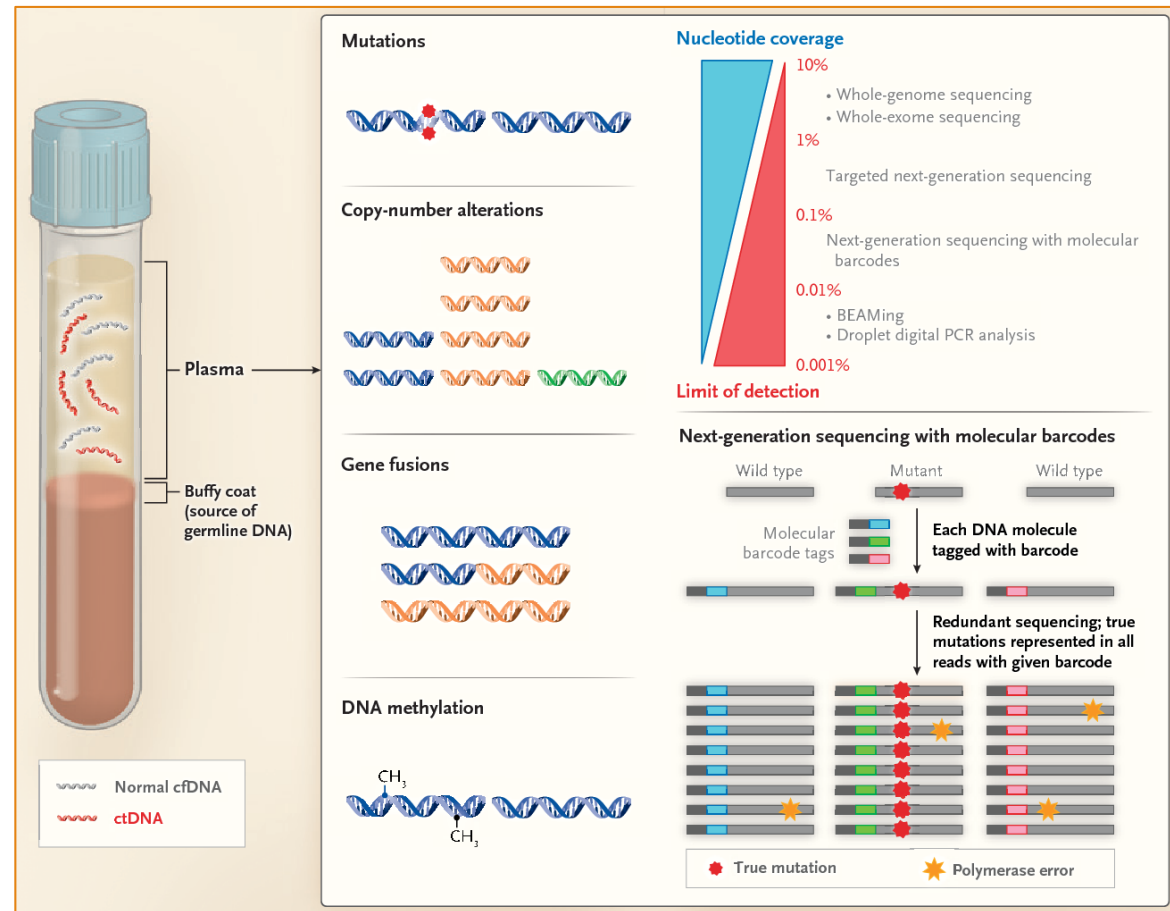 Plasma
Buffy coat
(source of
germline DNA)
Normal cfDNA
ctDNA
Mutations
Copy-number alterations
Gene fusions
DNA methylation
CH3
CH3
Nucleotide coverage
10%
• Whole-genome sequencing
• Whole-exome sequencing
1%
Targeted next-generation sequencing
0.1%
Next-generation sequencing with molecular
barcodes
0.01%
• BEAMing
• Droplet digital PCR analysis
0.001%
Limit of detection
Next-generation sequencing with molecular barcodes
Wild type
Mutant
Wild type
Molecular
barcode tags
Each DNA molecule
tagged with barcode
Redundant sequencing; true
mutations represented in all
reads with given barcode
True mutation
Polymerase error